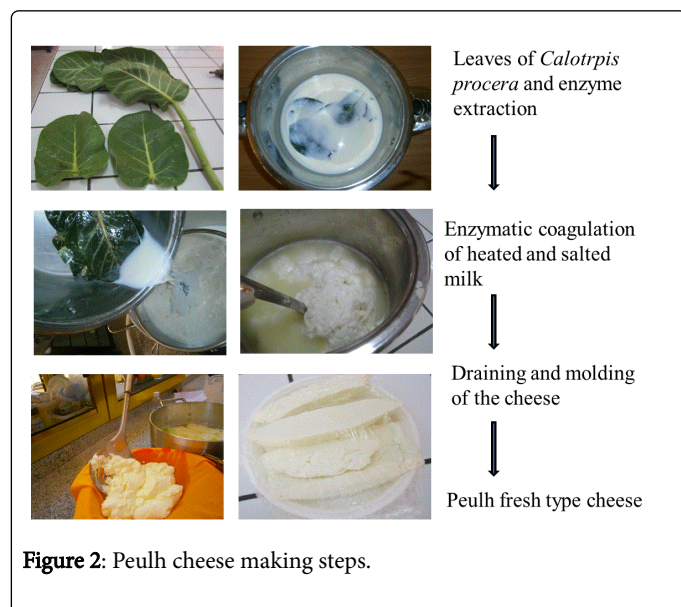 Leaves of Calotrpis
procera and enzyme
extraction
Enzymatic coagulation
of heated and salted
milk
Draining and molding
of the cheese
Peulh fresh type cheese
Figure 2: Peulh cheese making steps.